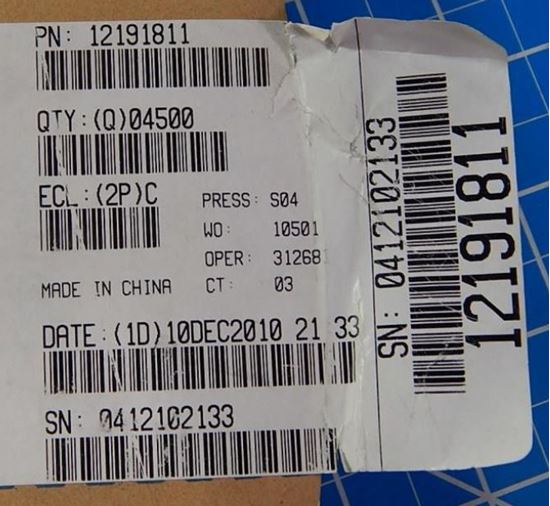 PN: 12191811
QTY:(Q)04500
ECL:(2P)C
PRESS: S04
WO: 10501
OPER: 31268
CT: 03
MADE IN CHINA
DATE:(1D)10DEC2010 21 33
SN: 0412102133
SN: 0412102133
12191811